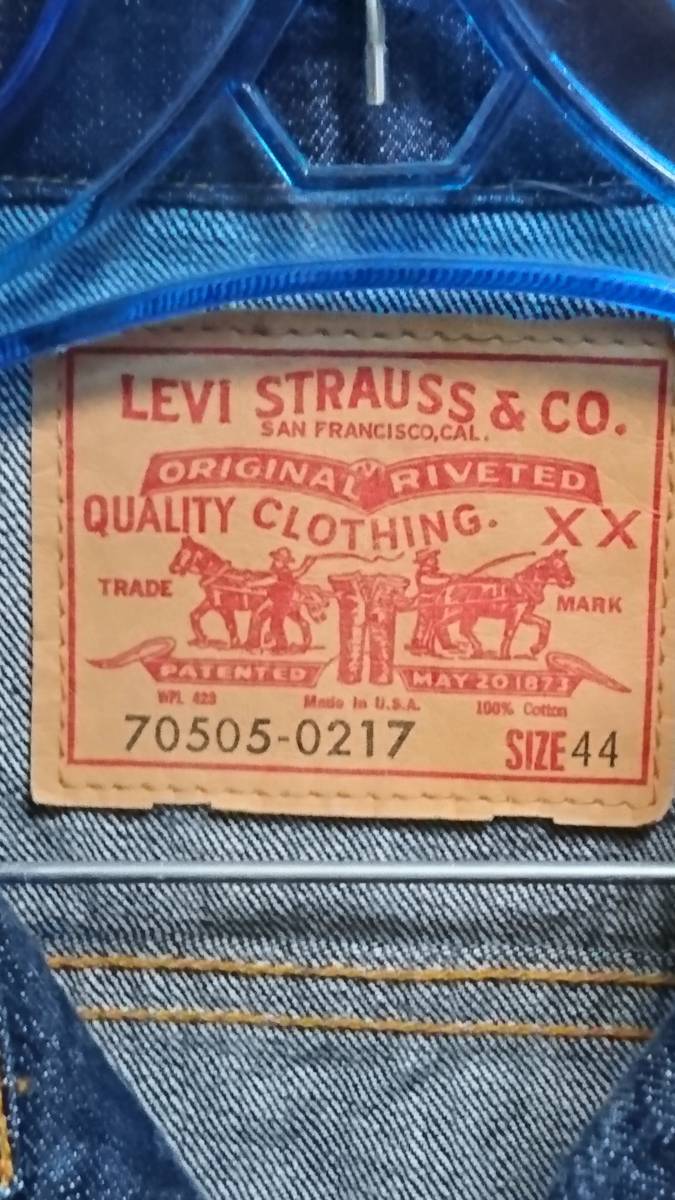 LEVI STRAUSS & CO.
SAN FRANCISCO, CAL.
ORIGINAL RIVETED
QUALITY CLOTHING. XX
TRADE MARK
PATENTED MAY 20 1873
WPL 423 Made in U.S.A. 100% Cotton
70505-0217 SIZE 44